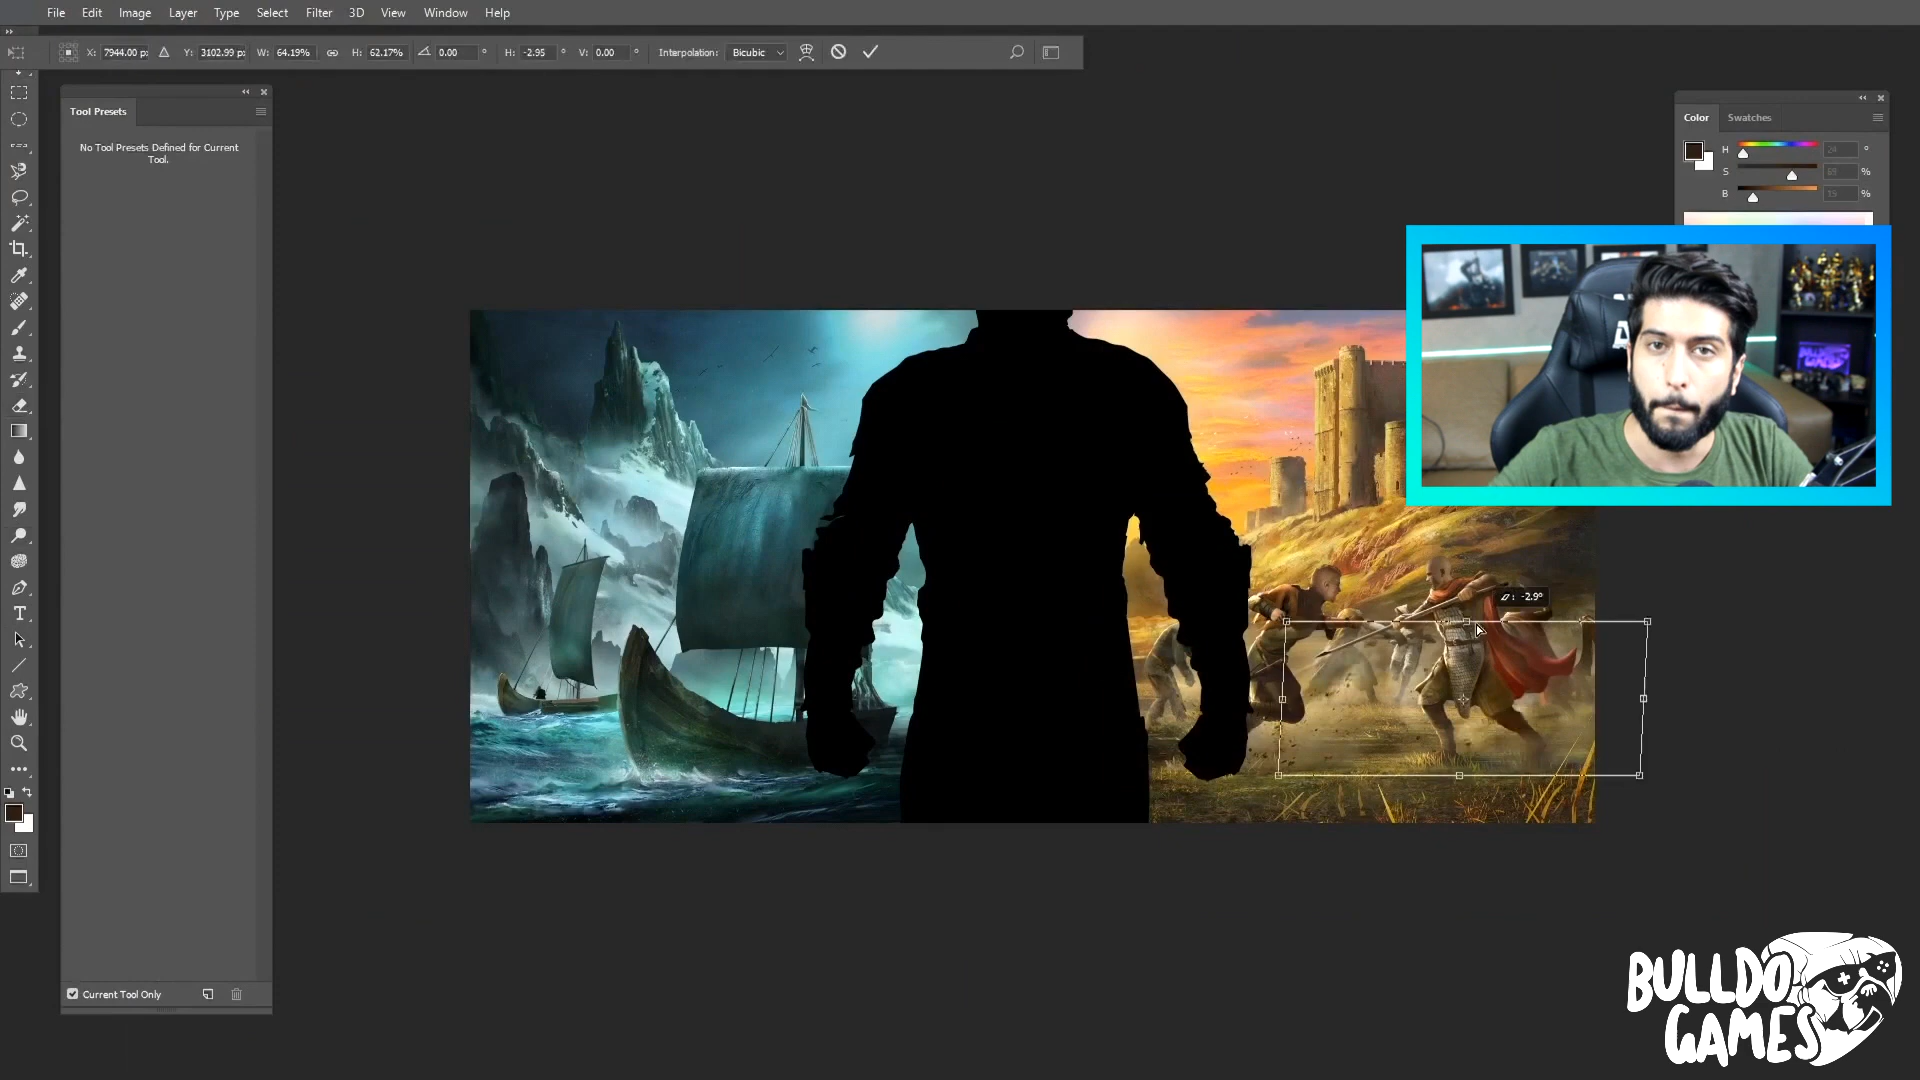 File Edit Image Layer Type Select Filter 3D View Window Help
X: 7944.00 p Y: 3102.99 p W: 64.19% H: 62.17% 0.00 ° H: -2.95 ° V: 0.00 ° Interpolation: Bicubic
Tool Presets
No Tool Presets Defined for Current
Tool.
Color Swatches
H 24 °
S %
B 15 %
: -2.9°
Current Tool Only
BULLDO
GAMES